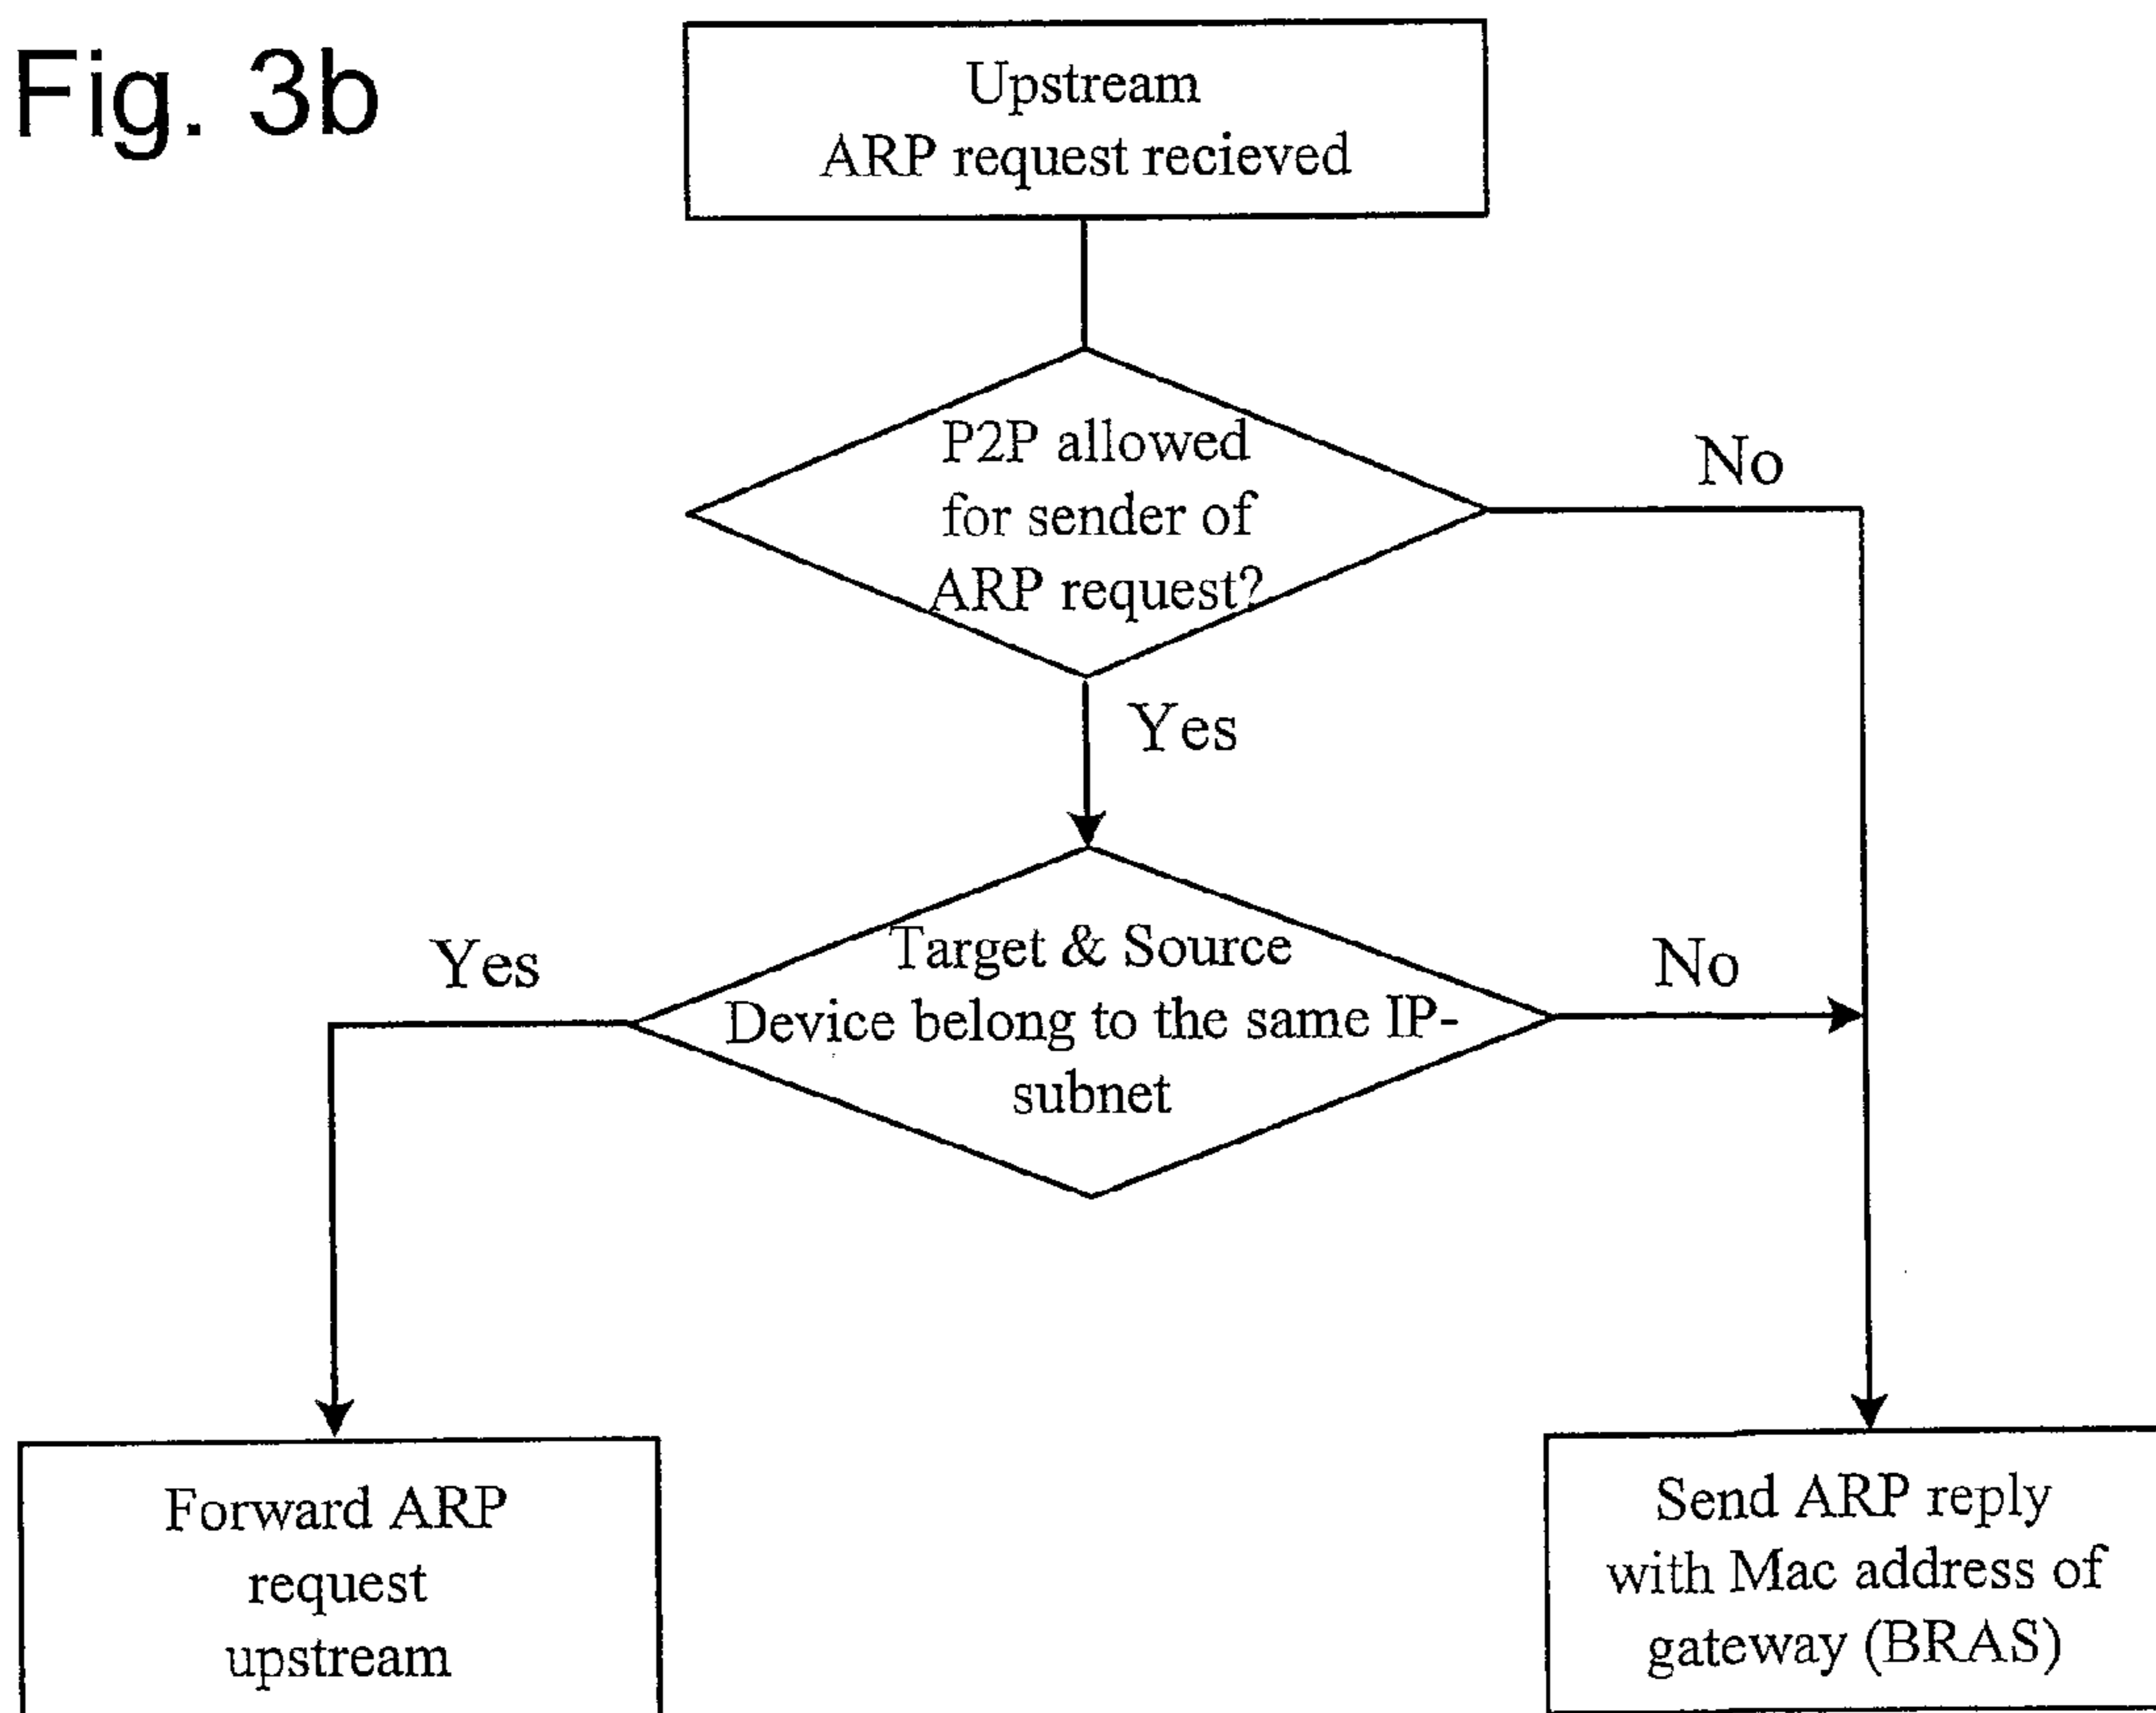 Fig. 3b
Upstream
ARP request recieved
P2P allowed
for sender of
ARP request?
No
Yes
Target & Source
Device belong to the same IP-
subnet
Yes
No
Forward ARP
request
upstream
Send ARP reply
with Mac address of
gateway (BRAS)